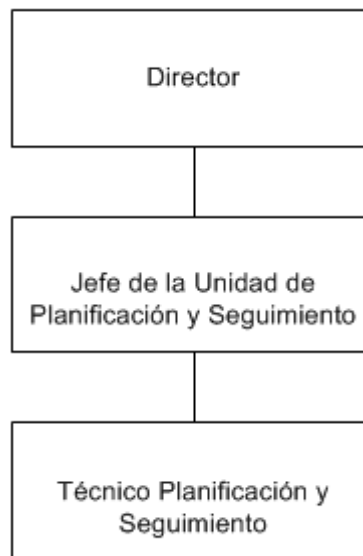 Director
Jefe de la Unidad de
Planificación y Seguimiento
Técnico Planificación y
Seguimiento